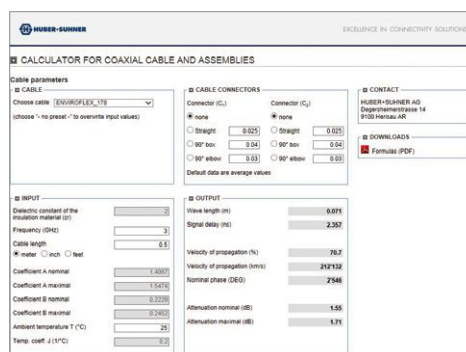 HUBER+SUHNER
EXCELLENCE IN CONNECTIVITY SOLUTIONS
CALCULATOR FOR COAXIAL CABLE AND ASSEMBLIES
Cable parameters
CABLE
Choose cable ENVIROFLEX_178
(choose "- no preset -" to overwrite input values)
CABLE CONNECTORS
Connector (C₁) Connector (C₂)
none none
Straight 0.025 Straight 0.025
90° box 0.04 90° box 0.04
90° elbow 0.03 90° elbow 0.03
Default data are average values
CONTACT
HUBER+SUHNER AG
Degersheimerstrasse 14
9100 Herisau AR
DOWNLOADS
Formulas (PDF)
INPUT
Dielectric constant of the
insulation material (εr) 2
Frequency (GHz) 3
Cable length 0.5
meter inch feet
Coefficient A nominal 1.4067
Coefficient A maximal 1.5474
Coefficient B nominal 0.2229
Coefficient B maximal 0.2452
Ambient temperature T (°C) 25
Temp. coeff. J (1/°C) 0.2
OUTPUT
Wave length (m) 0.071
Signal delay (ns) 2.357
Velocity of propagation (%) 70.7
Velocity of propagation (km/s) 212'132
Nominal phase (DEG) 2'546
Attenuation nominal (dB) 1.55
Attenuation maximal (dB) 1.71